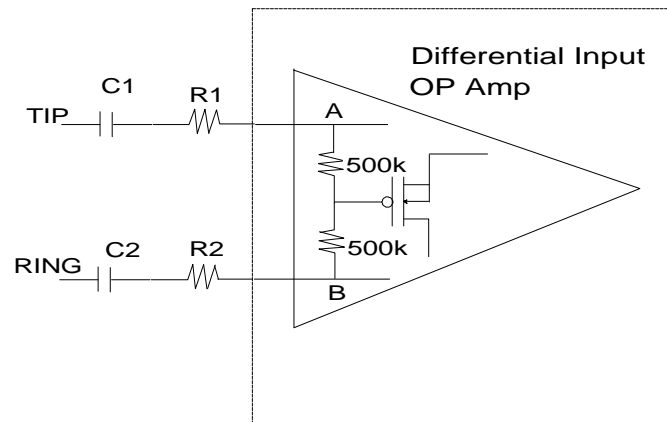 Differential Input
OP Amp
C1
R1
TIP
A
500k
500k
C2
R2
RING
B